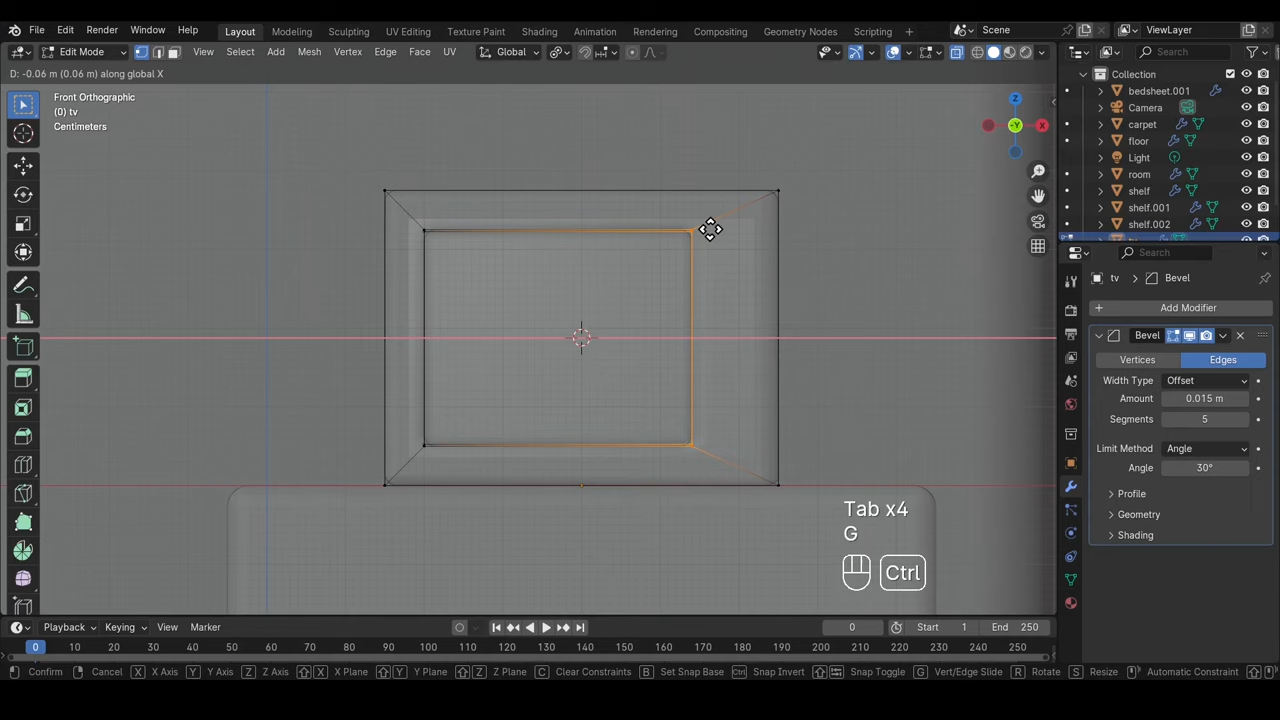 File Edit Render Window Help Layout Modeling Sculpting UV Editing Texture Paint Shading Animation Rendering Compositing Geometry Nodes Scripting Scene ViewLayer
Edit Mode View Select Add Mesh Vertex Edge Face UV Global Search
D: -0.06 m (0.06 m) along global X
Front Orthographic
(0) tv
Centimeters
Z
-Y
X
Collection
bedsheet.001
Camera
carpet
floor
Light
room
shelf
shelf.001
shelf.002
Search
tv Bevel
Add Modifier
Bevel
Vertices Edges
Width Type Offset
Amount 0.015 m
Segments 5
Limit Method Angle
Angle 30°
Profile
Geometry
Shading
Tab x4
G
Ctrl
Playback Keying View Marker 0 Start 1 End 250
0 10 20 30 40 50 60 70 80 90 100 110 120 130 140 150 160 170 180 190 200 210 220 230 240 250
Confirm Cancel X X Axis Y Y Axis Z Z Axis X X Plane Y Y Plane Z Z Plane C Clear Constraints B Set Snap Base Ctrl Snap Invert Snap Toggle G Vert/Edge Slide R Rotate S Resize Automatic Constraint